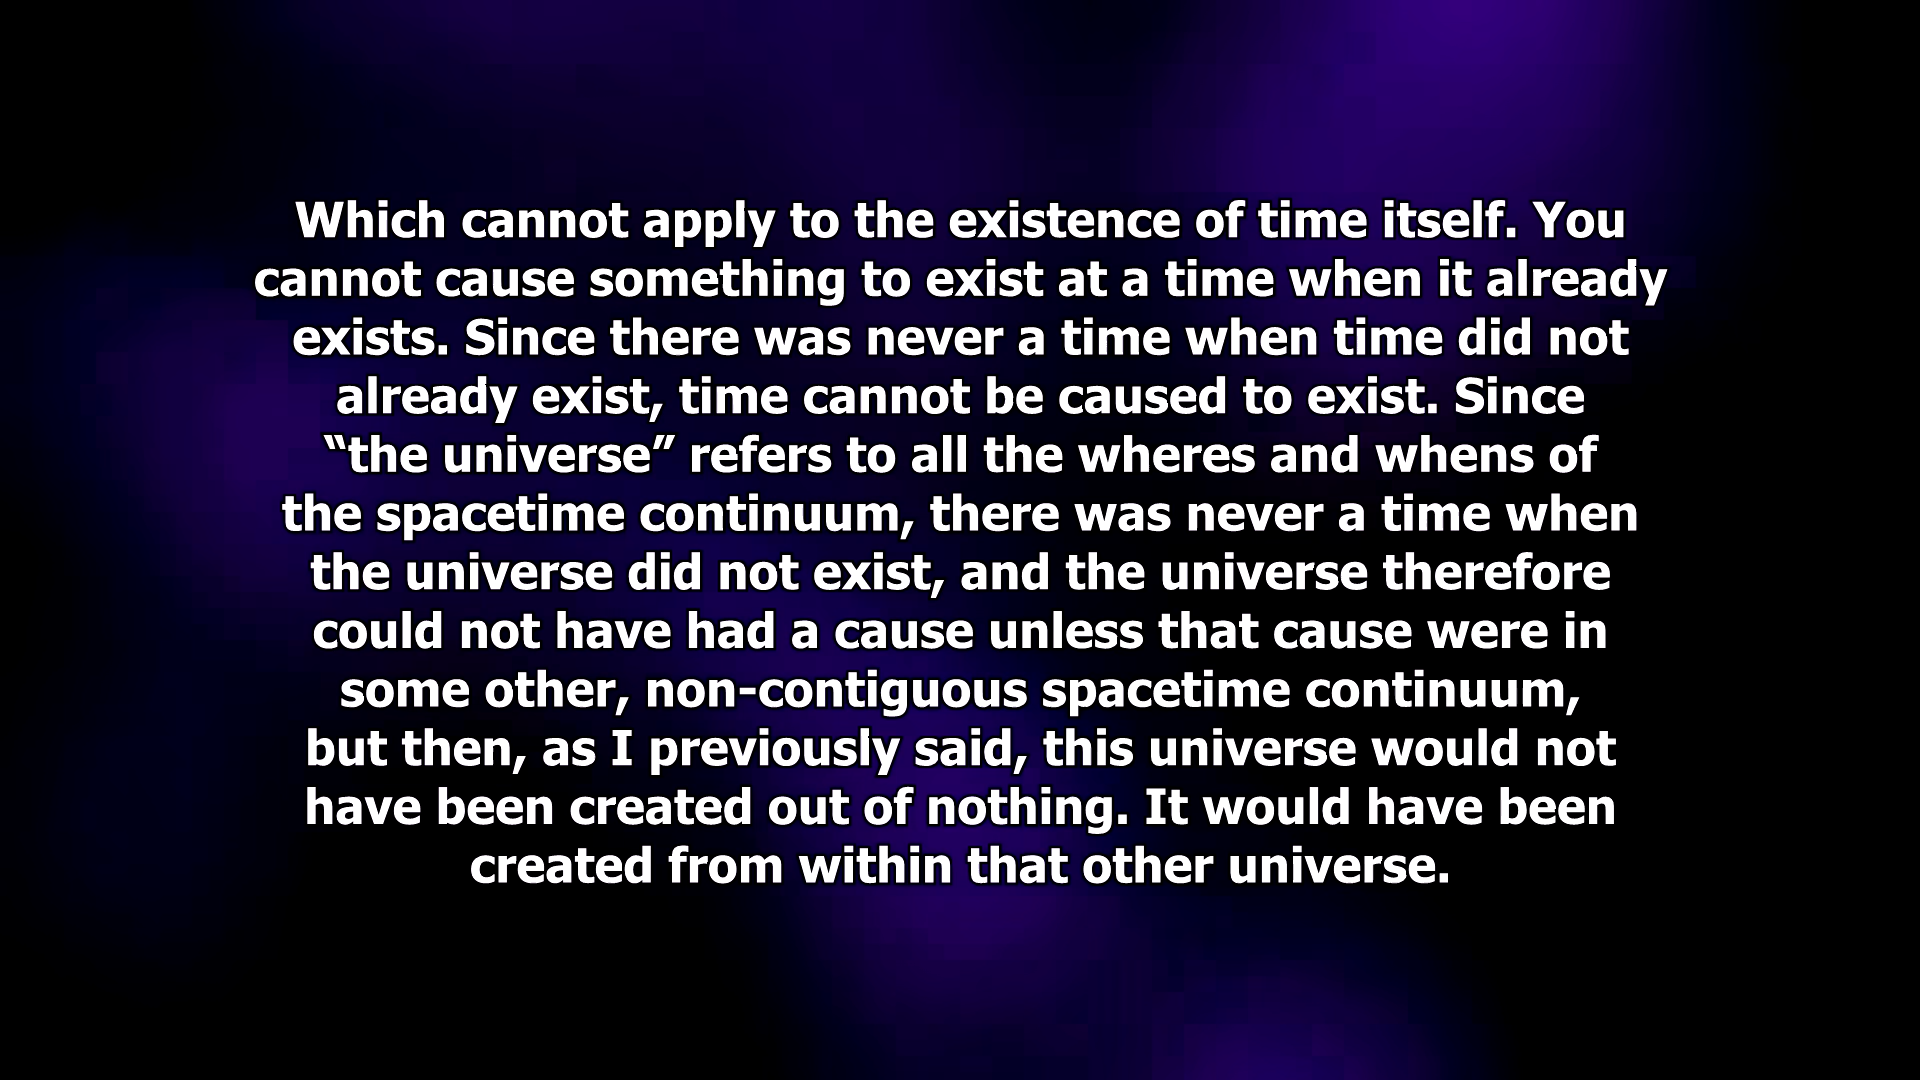 Which cannot apply to the existence of time itself. You
cannot cause something to exist at a time when it already
exists. Since there was never a time when time did not
already exist, time cannot be caused to exist. Since
“the universe” refers to all the wheres and whens of
the spacetime continuum, there was never a time when
the universe did not exist, and the universe therefore
could not have had a cause unless that cause were in
some other, non-contiguous spacetime continuum,
but then, as I previously said, this universe would not
have been created out of nothing. It would have been
created from within that other universe.